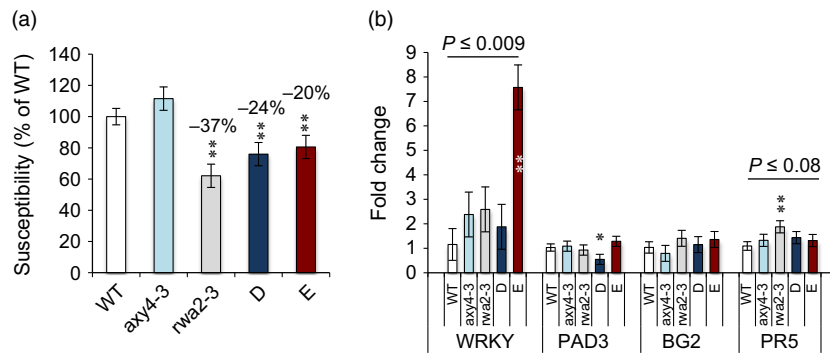 (a)
Susceptibility (% of WT)
140
120
100
80
60
40
20
0
–37%
**
–24%
**
–20%
**
WT
axy4-3
rwa2-3
D
E
(b)
Fold change
9
8
7
6
5
4
3
2
1
0
P ≤ 0.009
**
*
P ≤ 0.08
**
WT axy4-3 rwa2-3 D E WT axy4-3 rwa2-3 D E WT axy4-3 rwa2-3 D E WT axy4-3 rwa2-3 D E
WRKY PAD3 BG2 PR5